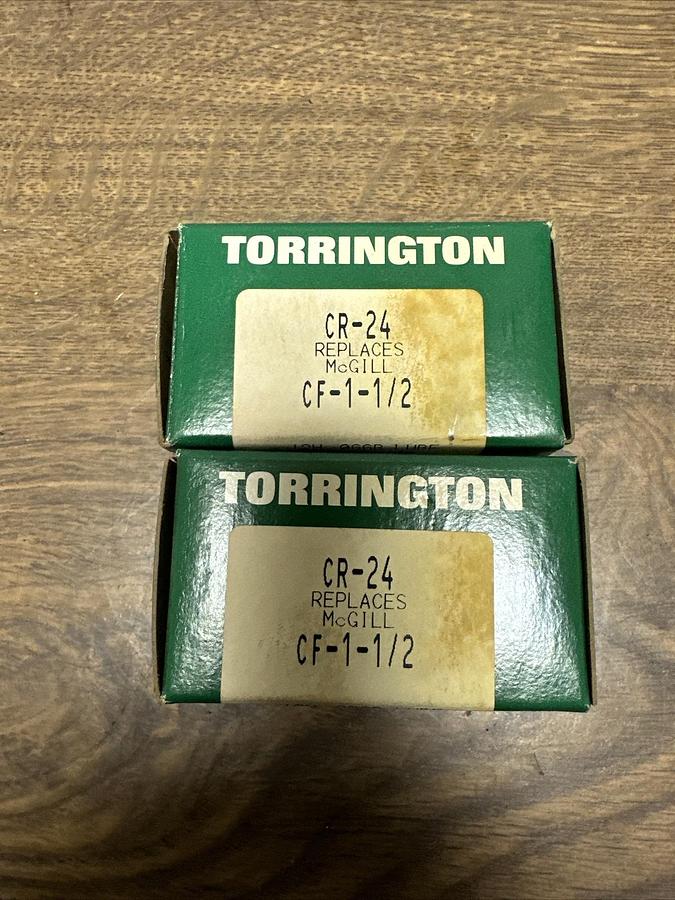 TORRINGTON
CR-24
REPLACES
McGILL
CF-1-1/2
TORRINGTON
CR-24
REPLACES
McGILL
CF-1-1/2